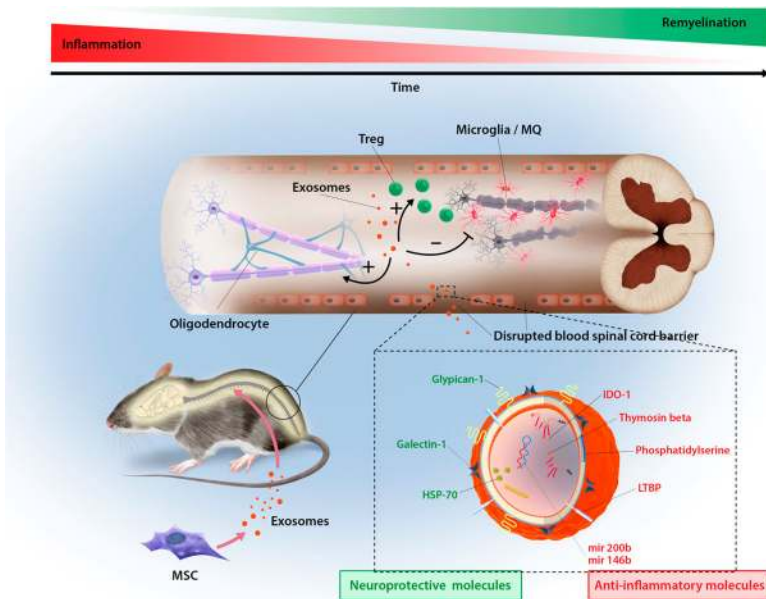 Remyelination
Inflammation
Time
Microglia / MQ
Treg
Exosomes
+
−
+
Oligodendrocyte
Disrupted blood spinal cord barrier
Glypican-1
IDO-1
Thymosin beta
Galectin-1
Phosphatidylserine
HSP-70
LTBP
Exosomes
MSC
mir 200b
mir 146b
Neuroprotective molecules
Anti-inflammatory molecules